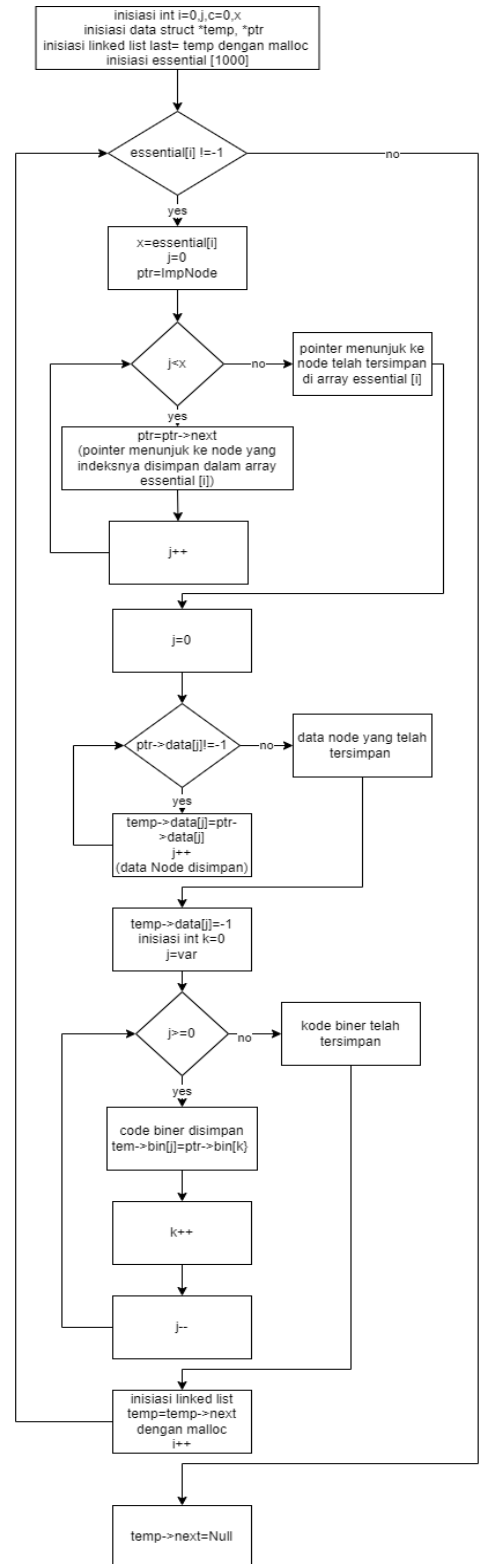 inisiasi int i=0,j,c=0,x
inisiasi data struct *temp, *ptr
inisiasi linked list last= temp dengan malloc
inisiasi essential [1000]
essential[i] !=-1
no
yes
x=essential[i]
j=0
ptr=ImpNode
j<x
no
pointer menunjuk ke
node telah tersimpan
di array essential [i]
yes
ptr=ptr->next
(pointer menunjuk ke node yang
indeksnya disimpan dalam array
essential [i])
j++
j=0
ptr->data[j]!=-1
no
data node yang telah
tersimpan
yes
temp->data[j]=ptr-
>data[j]
j++
(data Node disimpan)
temp->data[j]=-1
inisiasi int k=0
j=var
j>=0
no
kode biner telah
tersimpan
yes
code biner disimpan
tem->bin[j]=ptr->bin[k}
k++
j--
inisiasi linked list
temp=temp->next
dengan malloc
i++
temp->next=Null